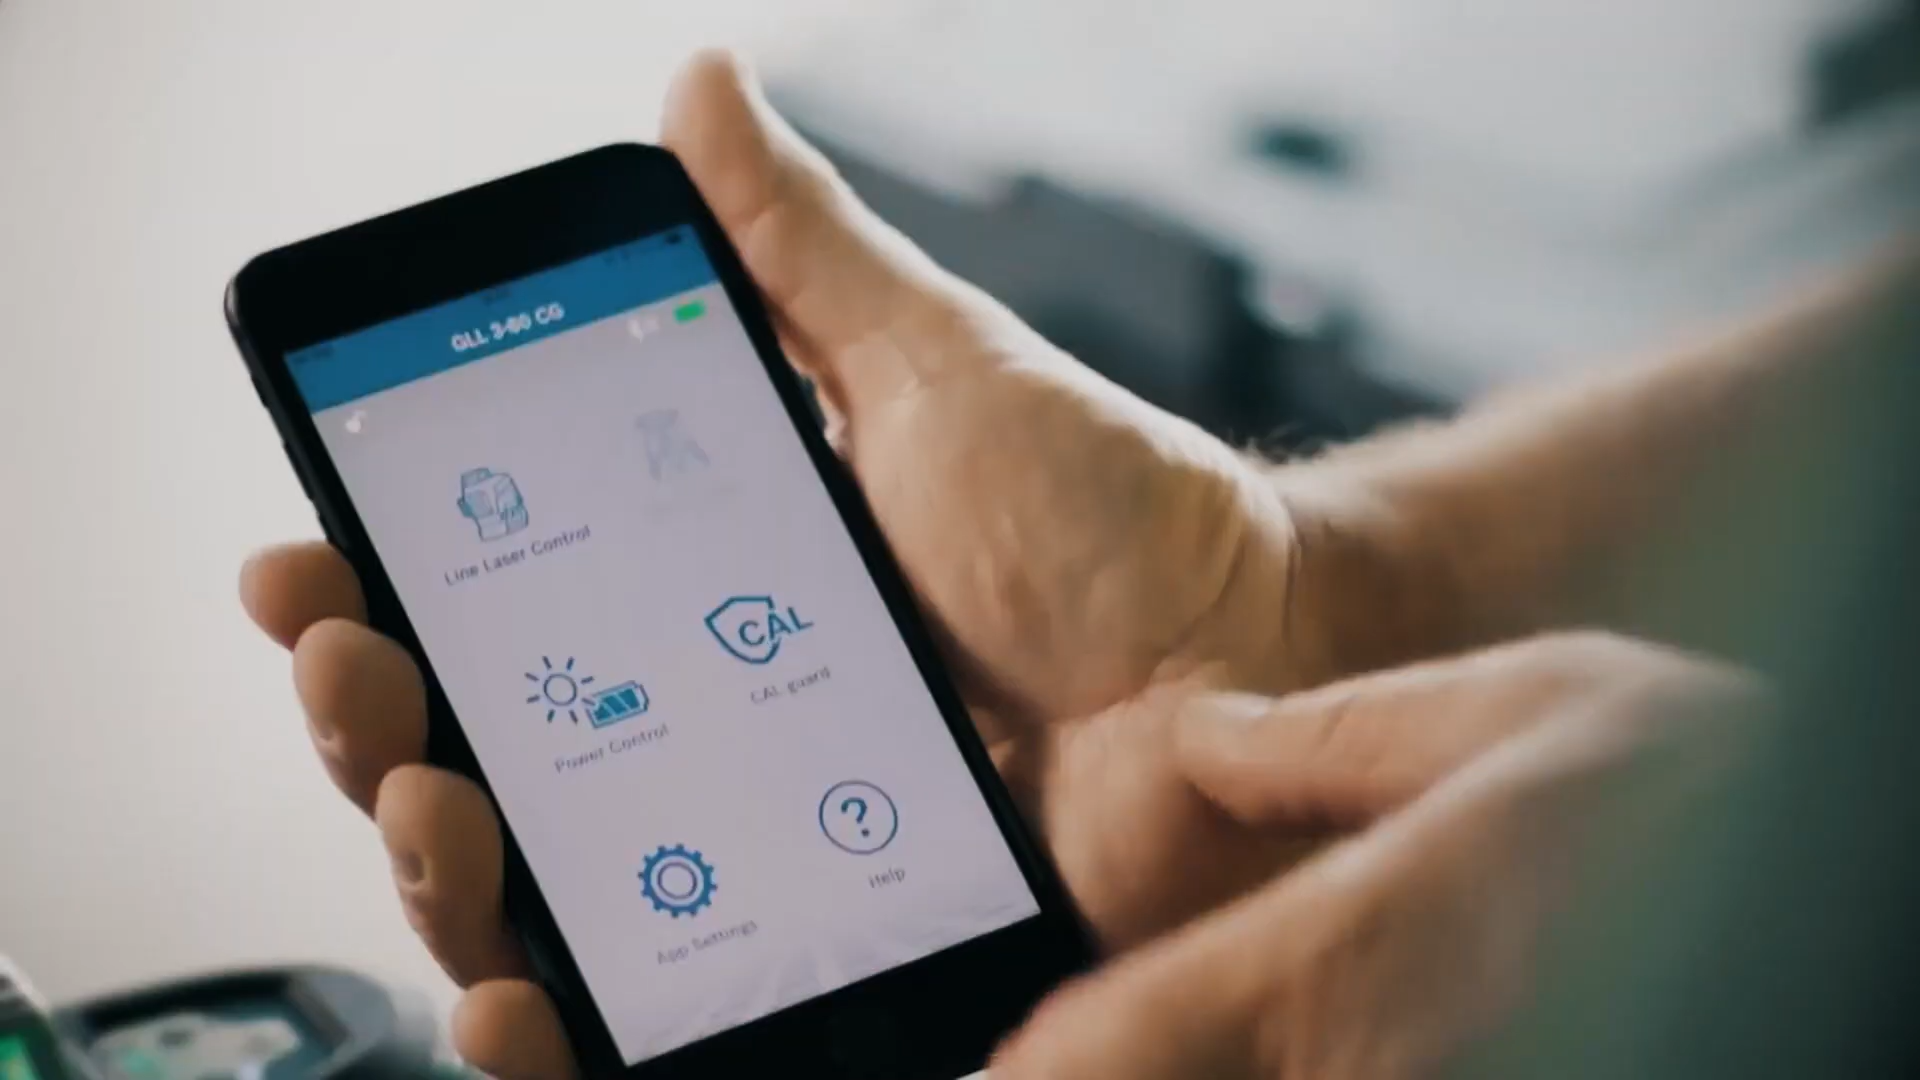 GLL 3-80 CG
Line Laser Control
CAL
CAL guard
Power Control
?
Help
App Settings